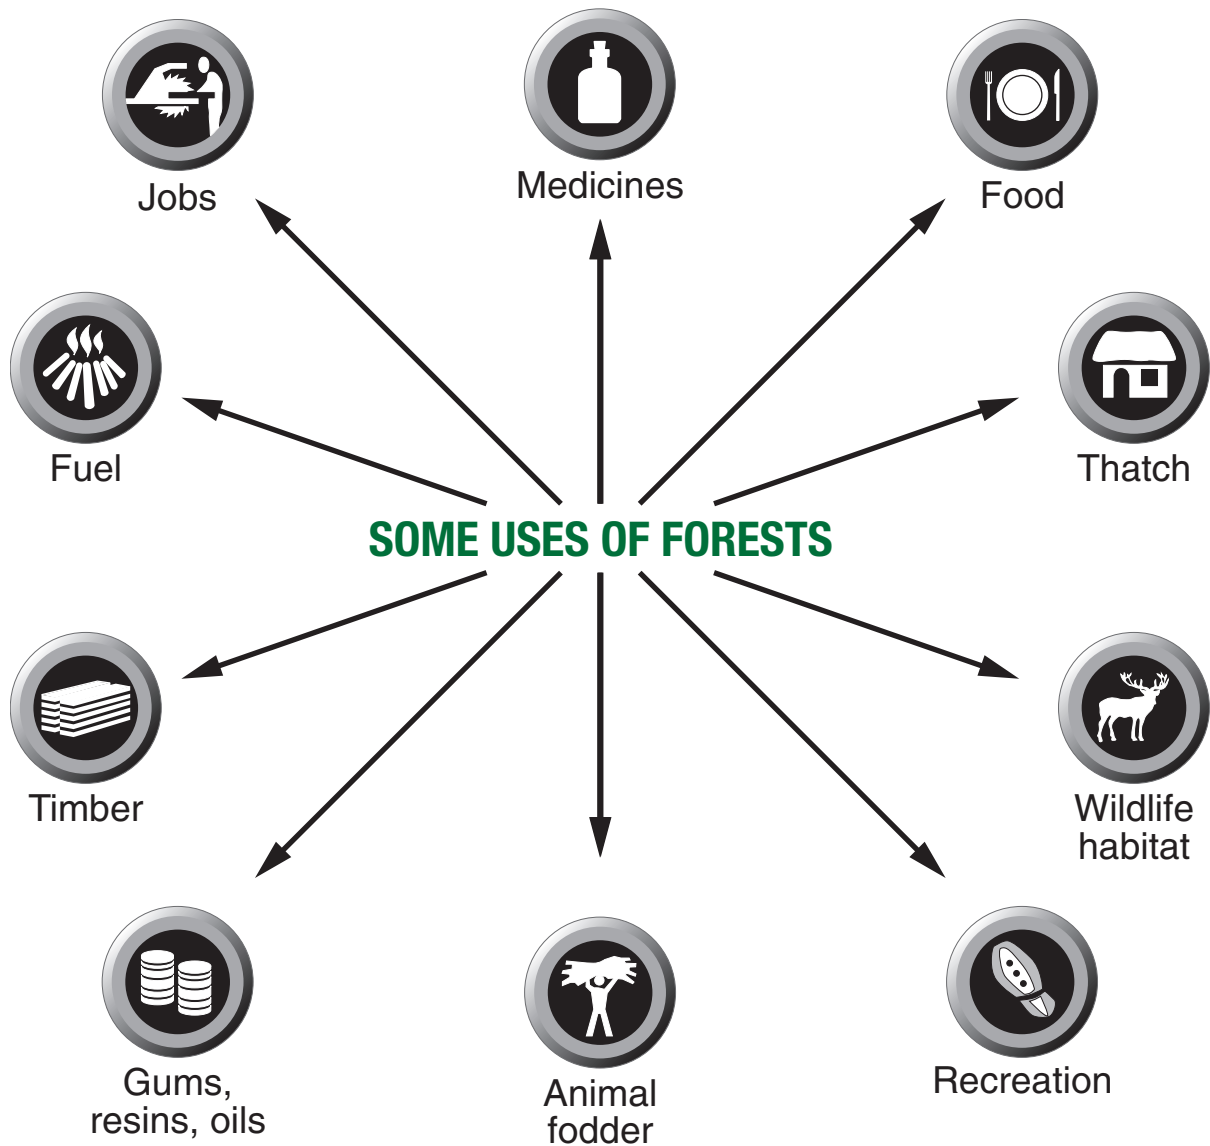 Jobs
Medicines
Food
Fuel
Thatch
SOME USES OF FORESTS
Timber
Wildlife
habitat
Gums,
resins, oils
Animal
fodder
Recreation